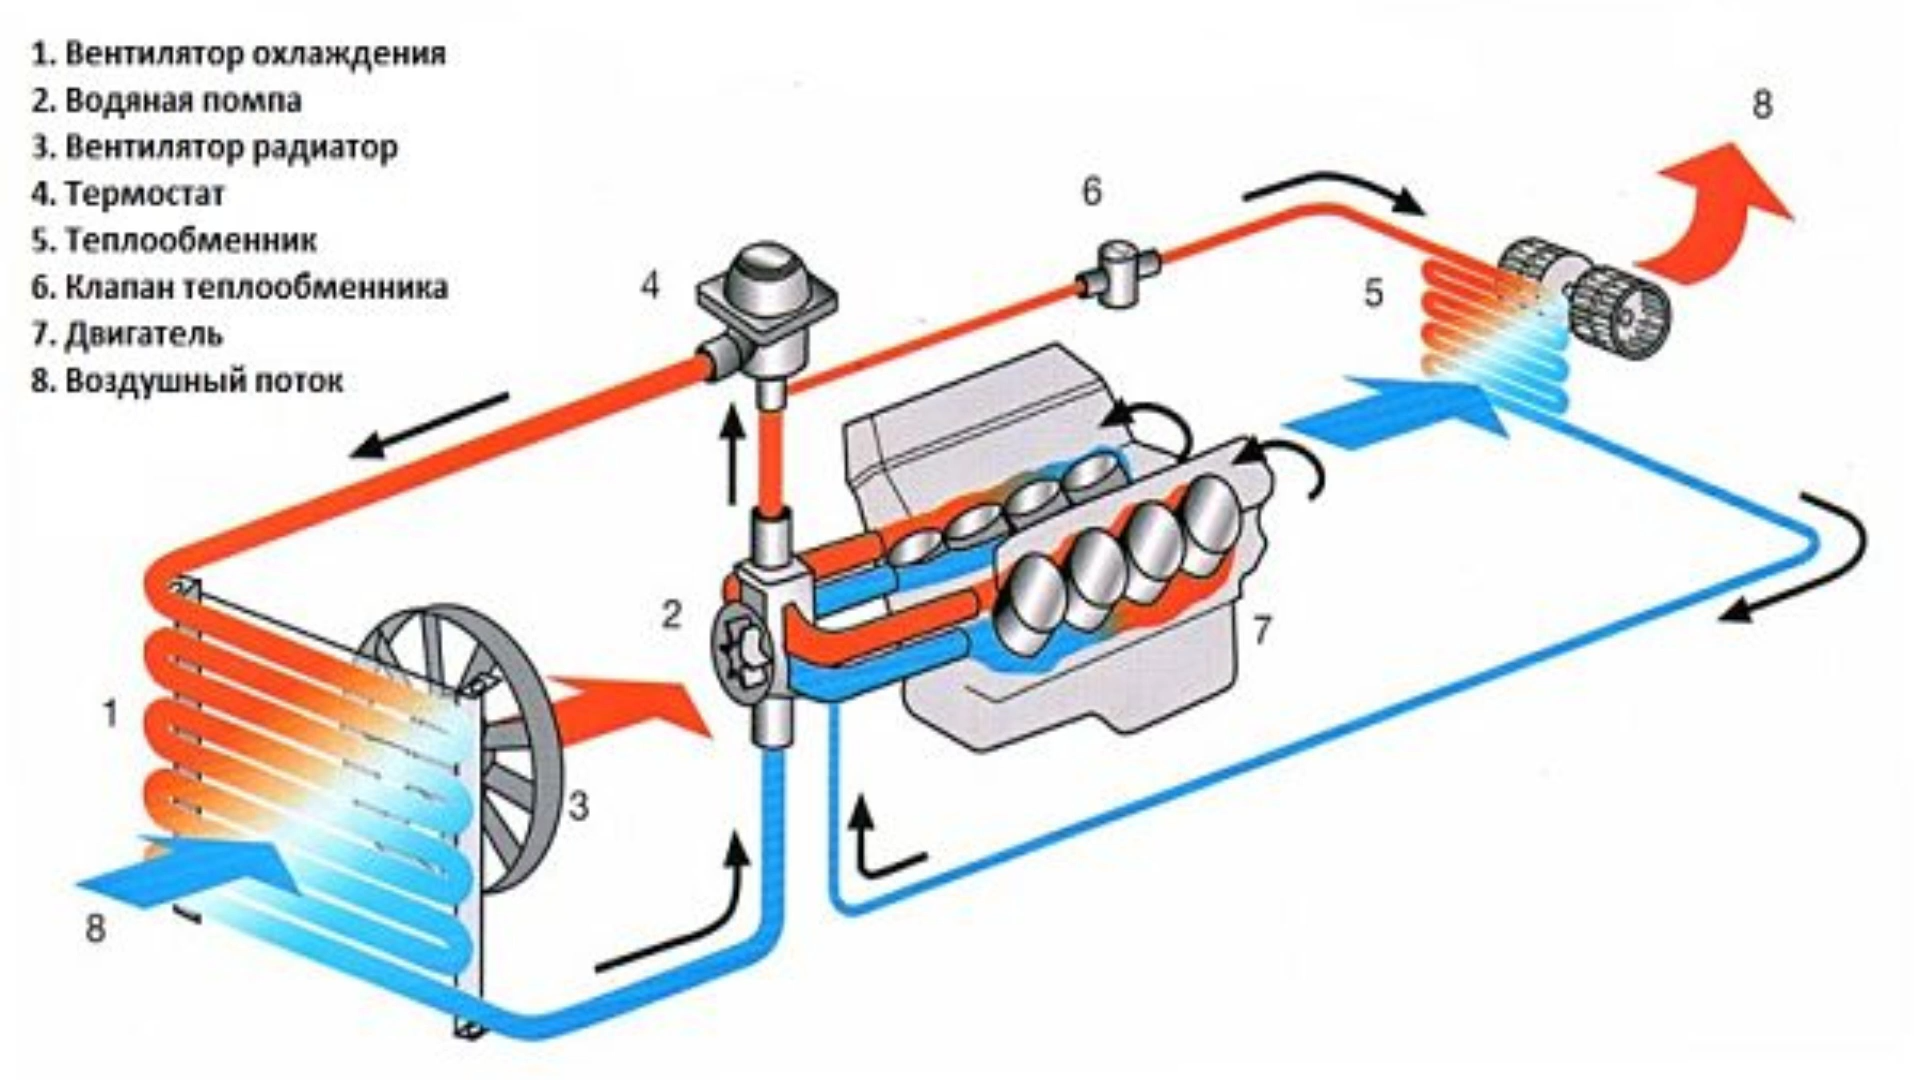 1. Вентилятор охлаждения
2. Водяная помпа
3. Вентилятор радиатор
4. Термостат
5. Теплообменник
6. Клапан теплообменника
7. Двигатель
8. Воздушный поток
8
6
4
5
2
7
1
3
8